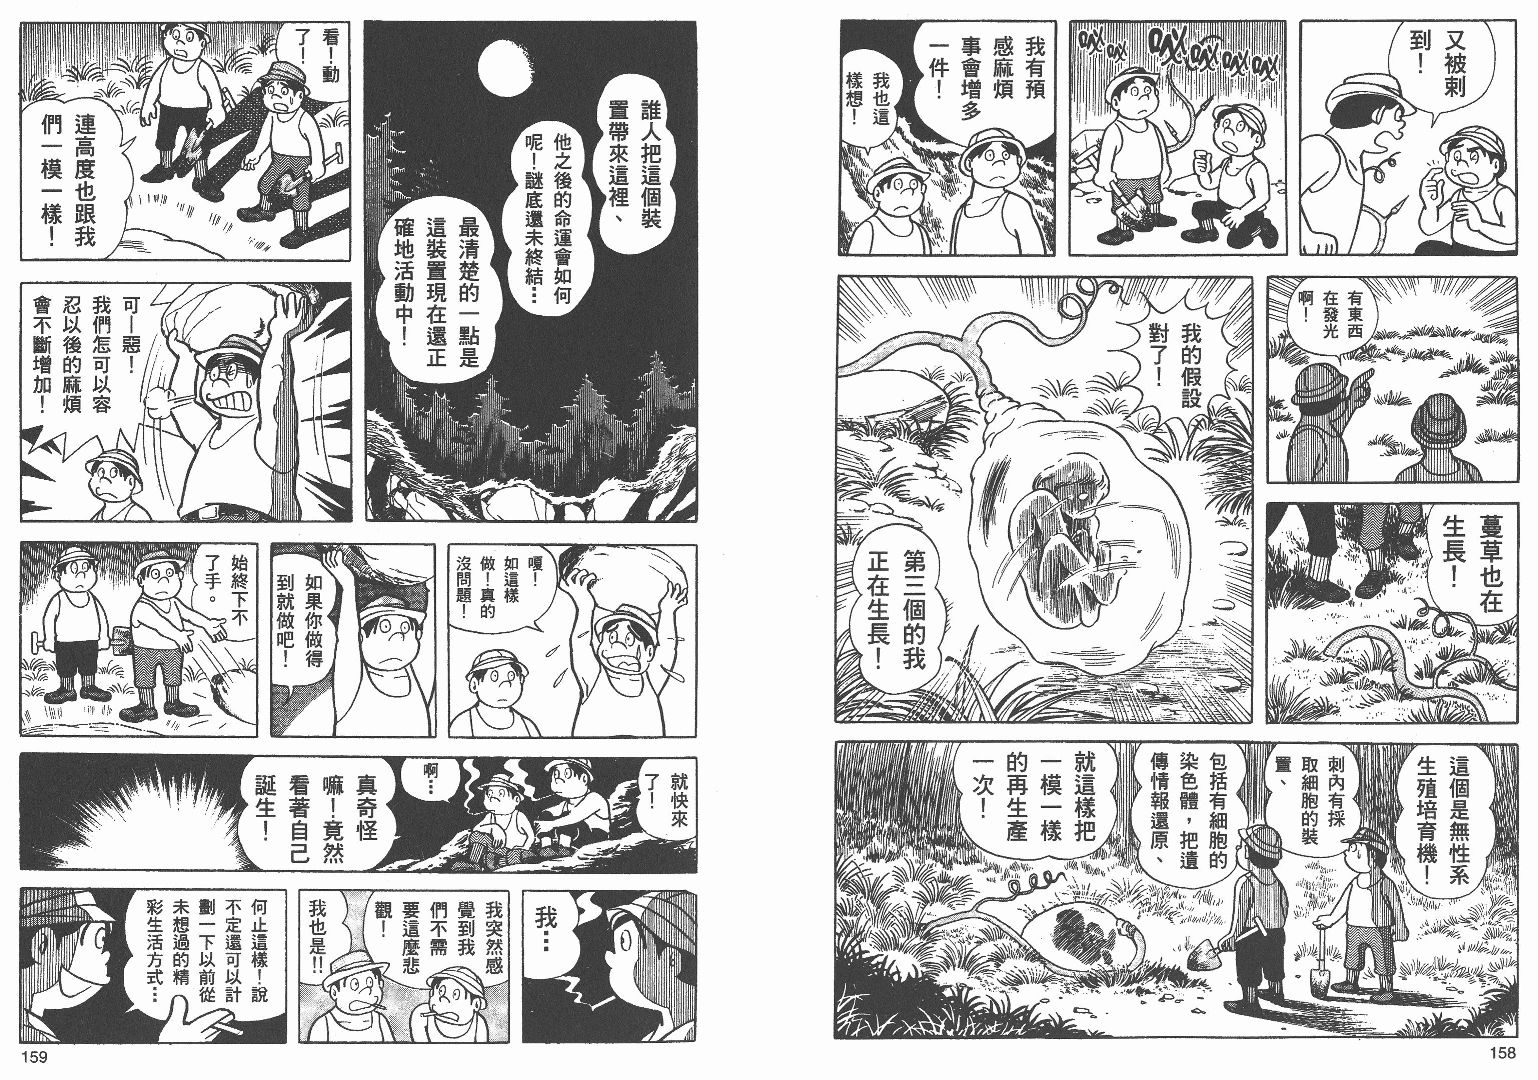 又被刺
到！
我有預
感麻煩
事會增多
一件！
我也這
樣想！
有東西
在發光
啊！
蔓草也在
生長！
我的假設
對了！
第三個的我
正在生長！
這個是無性系
生殖培育機！
刺內有採
取細胞的裝
置、
包括有細胞的
染色體，把遺
傳情報還原、
就這樣把
一模一樣
的再生產
一次！
158
誰人把這個裝
置帶來這裡、
他之後的命運會如何
呢！謎底還未終結…
最清楚的一點是
這裝置現在還正
確地活動中！
看！動
了！
連高度也跟我
們一模一樣！
可─惡！
我們怎可以容
忍以後的麻煩
會不斷增加！
嗄！
如這樣
做！真的
沒問題！
如果你做得
到就做吧！
始終下不
了手。
就快來
了！
啊…
真奇怪
嘛！竟然
看著自己
誕生！
我…
我突然感
覺到我
們不需
要這麼悲
觀！
我也是!!
何止這樣！說
不定還可以計
劃一下以前從
未想過的精
彩生活方式…
159